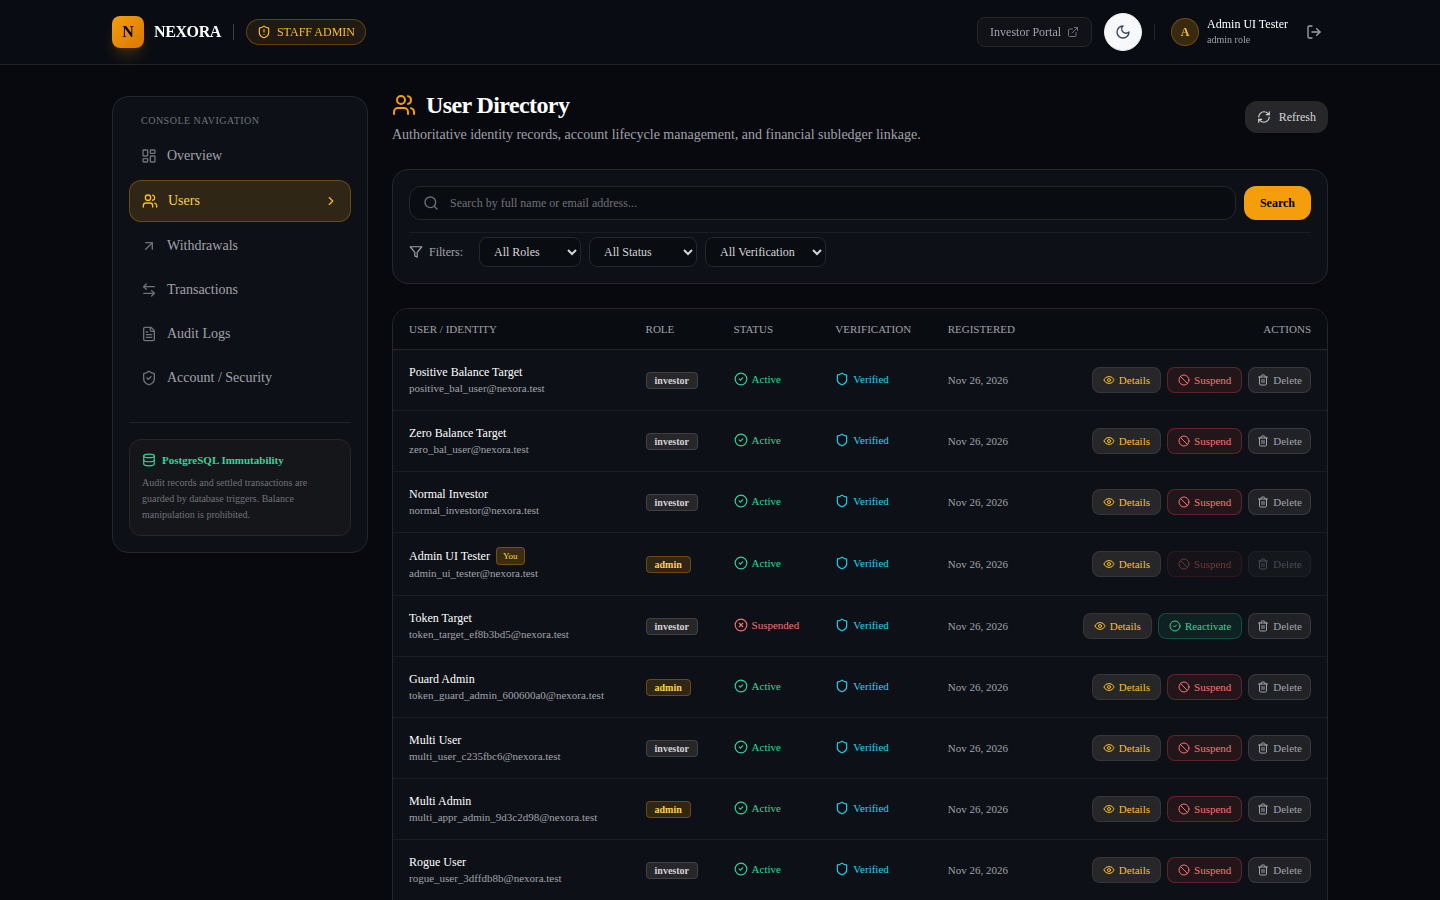 N NEXORA STAFF ADMIN Investor Portal A Admin UI Tester
admin role
CONSOLE NAVIGATION
Overview
Users
Withdrawals
Transactions
Audit Logs
Account / Security
PostgreSQL Immutability
Audit records and settled transactions are
guarded by database triggers. Balance
manipulation is prohibited.
User Directory
Authoritative identity records, account lifecycle management, and financial subledger linkage.
Refresh
Search by full name or email address...
Search
Filters: All Roles All Status All Verification
USER / IDENTITY ROLE STATUS VERIFICATION REGISTERED ACTIONS
Positive Balance Target
positive_bal_user@nexora.test
investor Active Verified Nov 26, 2026 Details Suspend Delete
Zero Balance Target
zero_bal_user@nexora.test
investor Active Verified Nov 26, 2026 Details Suspend Delete
Normal Investor
normal_investor@nexora.test
investor Active Verified Nov 26, 2026 Details Suspend Delete
Admin UI Tester You
admin_ui_tester@nexora.test
admin Active Verified Nov 26, 2026 Details Suspend Delete
Token Target
token_target_ef8b3bd5@nexora.test
investor Suspended Verified Nov 26, 2026 Details Reactivate Delete
Guard Admin
token_guard_admin_600600a0@nexora.test
admin Active Verified Nov 26, 2026 Details Suspend Delete
Multi User
multi_user_c235fbc6@nexora.test
investor Active Verified Nov 26, 2026 Details Suspend Delete
Multi Admin
multi_appr_admin_9d3c2d98@nexora.test
admin Active Verified Nov 26, 2026 Details Suspend Delete
Rogue User
rogue_user_3dffdb8b@nexora.test
investor Active Verified Nov 26, 2026 Details Suspend Delete